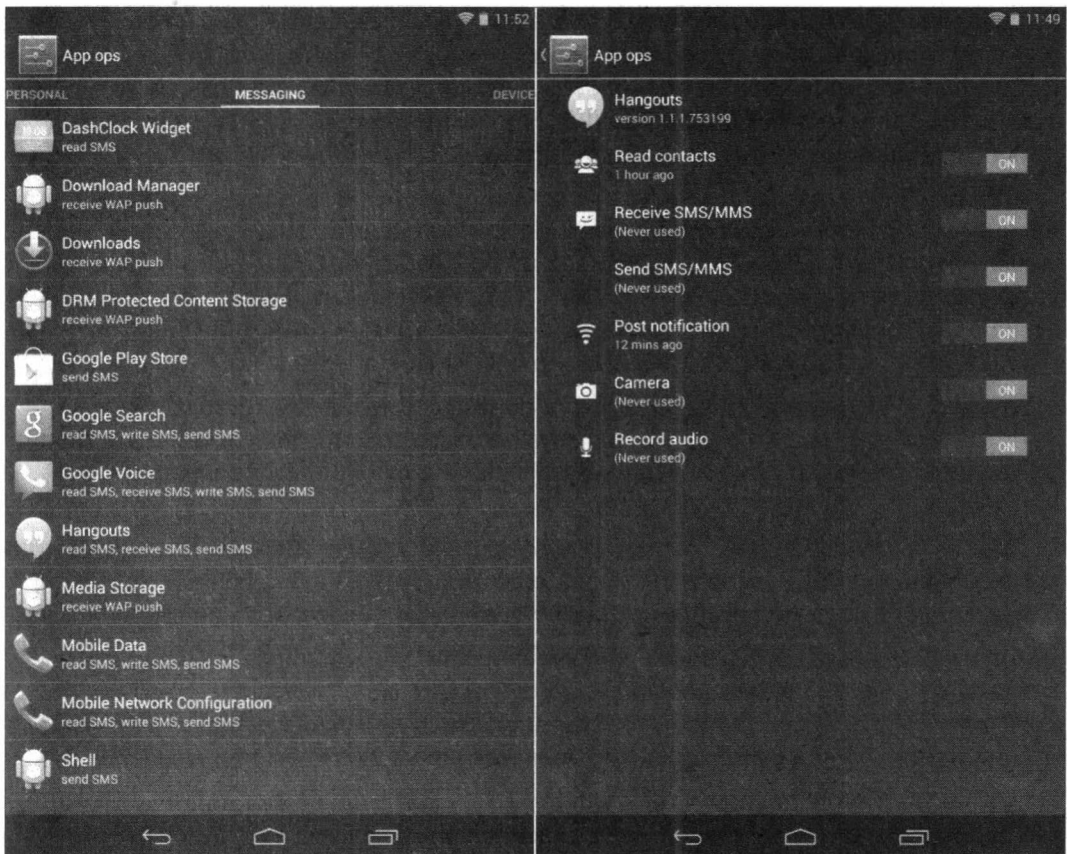 11:52
App ops
PERSONAL MESSAGING DEVICE
DashClock Widget
read SMS
Download Manager
receive WAP push
Downloads
receive WAP push
DRM Protected Content Storage
receive WAP push
Google Play Store
send SMS
g
Google Search
read SMS, write SMS, send SMS
Google Voice
read SMS, receive SMS, write SMS, send SMS
Hangouts
read SMS, receive SMS, send SMS
Media Storage
receive WAP push
Mobile Data
read SMS, write SMS, send SMS
Mobile Network Configuration
read SMS, write SMS, send SMS
Shell
send SMS
11:49
App ops
Hangouts
version 1.1.1.753199
Read contacts
1 hour ago
ON
Receive SMS/MMS
(Never used)
ON
Send SMS/MMS
(Never used)
ON
Post notification
12 mins ago
ON
Camera
(Never used)
ON
Record audio
(Never used)
ON